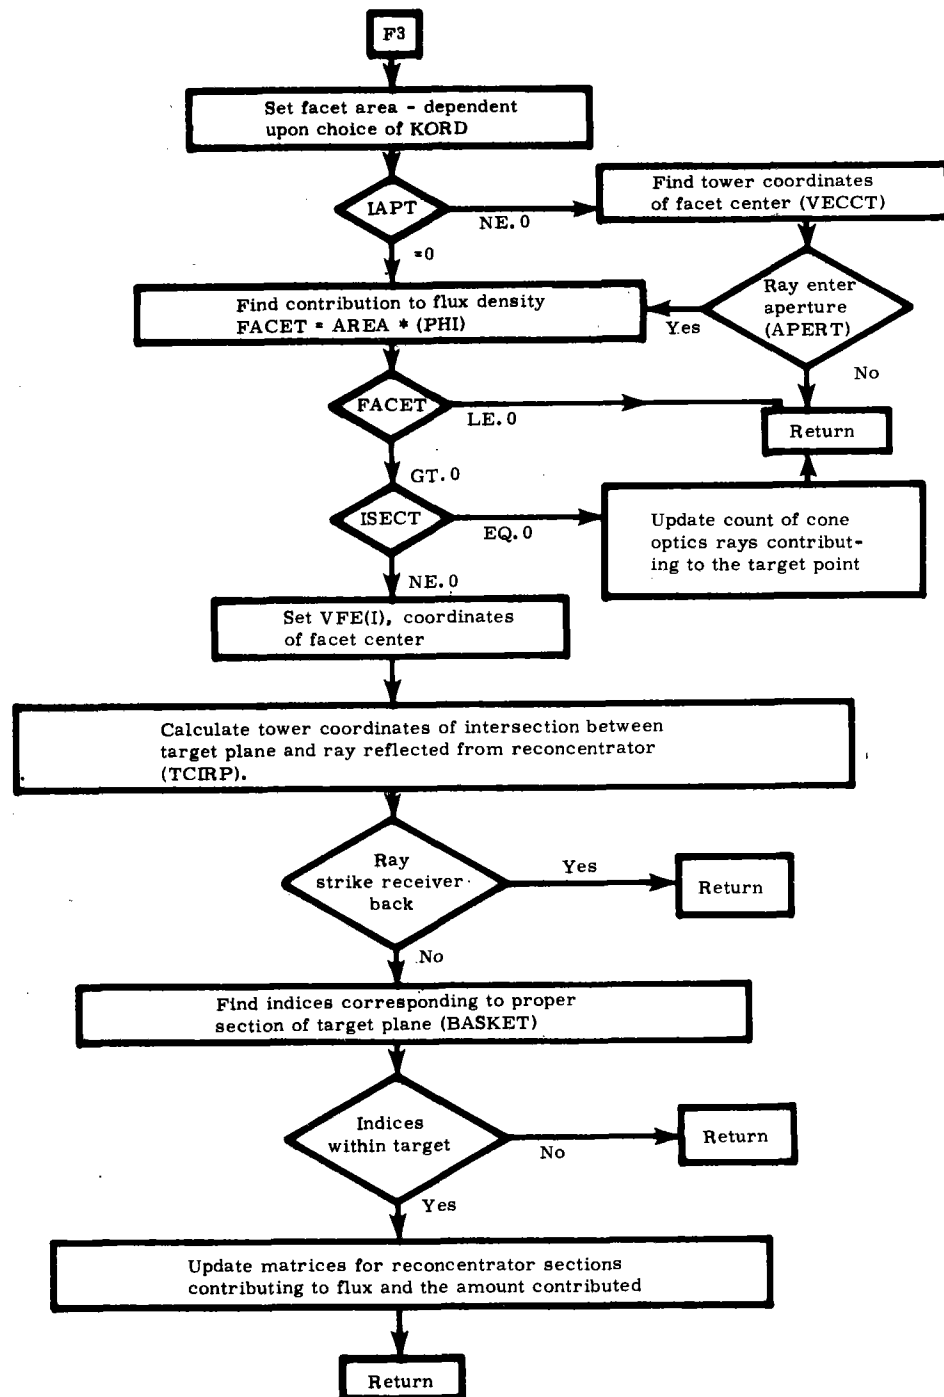 F3
Set facet area - dependent
upon choice of KORD
IAPT
NE.0
=0
Find tower coordinates
of facet center (VECCT)
Ray enter
aperture
(APERT)
Yes
No
Find contribution to flux density
FACET = AREA * (PHI)
FACET
LE.0
Return
GT.0
ISECT
EQ.0
Update count of cone
optics rays contribut-
ing to the target point
NE.0
Set VFE(I), coordinates
of facet center
Calculate tower coordinates of intersection between
target plane and ray reflected from reconcentrator
(TCIRP).
Ray
strike receiver
back
Yes
Return
No
Find indices corresponding to proper
section of target plane (BASKET)
Indices
within target
No
Return
Yes
Update matrices for reconcentrator sections
contributing to flux and the amount contributed
Return